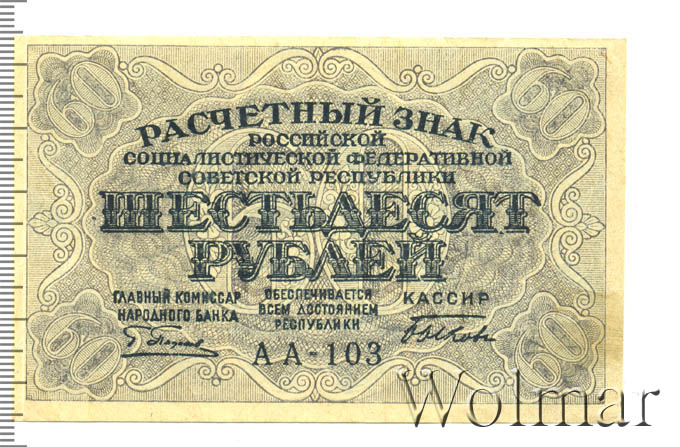 60 60
РАСЧЕТНЫЙ ЗНАК
РОССИЙСКОЙ
СОЦИАЛИСТИЧЕСКОЙ ФЕДЕРАТИВНОЙ
СОВЕТСКОЙ РЕСПУБЛИКИ
ШЕСТЬДЕСЯТ
РУБЛЕЙ
ГЛАВНЫЙ КОМИССАР
НАРОДНОГО БАНКА
ОБЕСПЕЧИВАЕТСЯ
ВСЕМ ДОСТОЯНИЕМ
РЕСПУБЛИКИ
КАССИР
АА-103
60 60
Wolmar